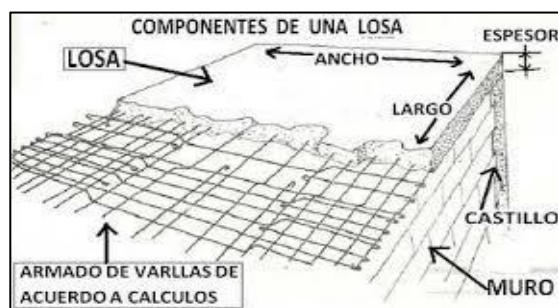 COMPONENTES DE UNA LOSA
ESPESOR
LOSA
ANCHO
LARGO
CASTILLO
ARMADO DE VARLLAS DE
ACUERDO A CALCULOS
MURO